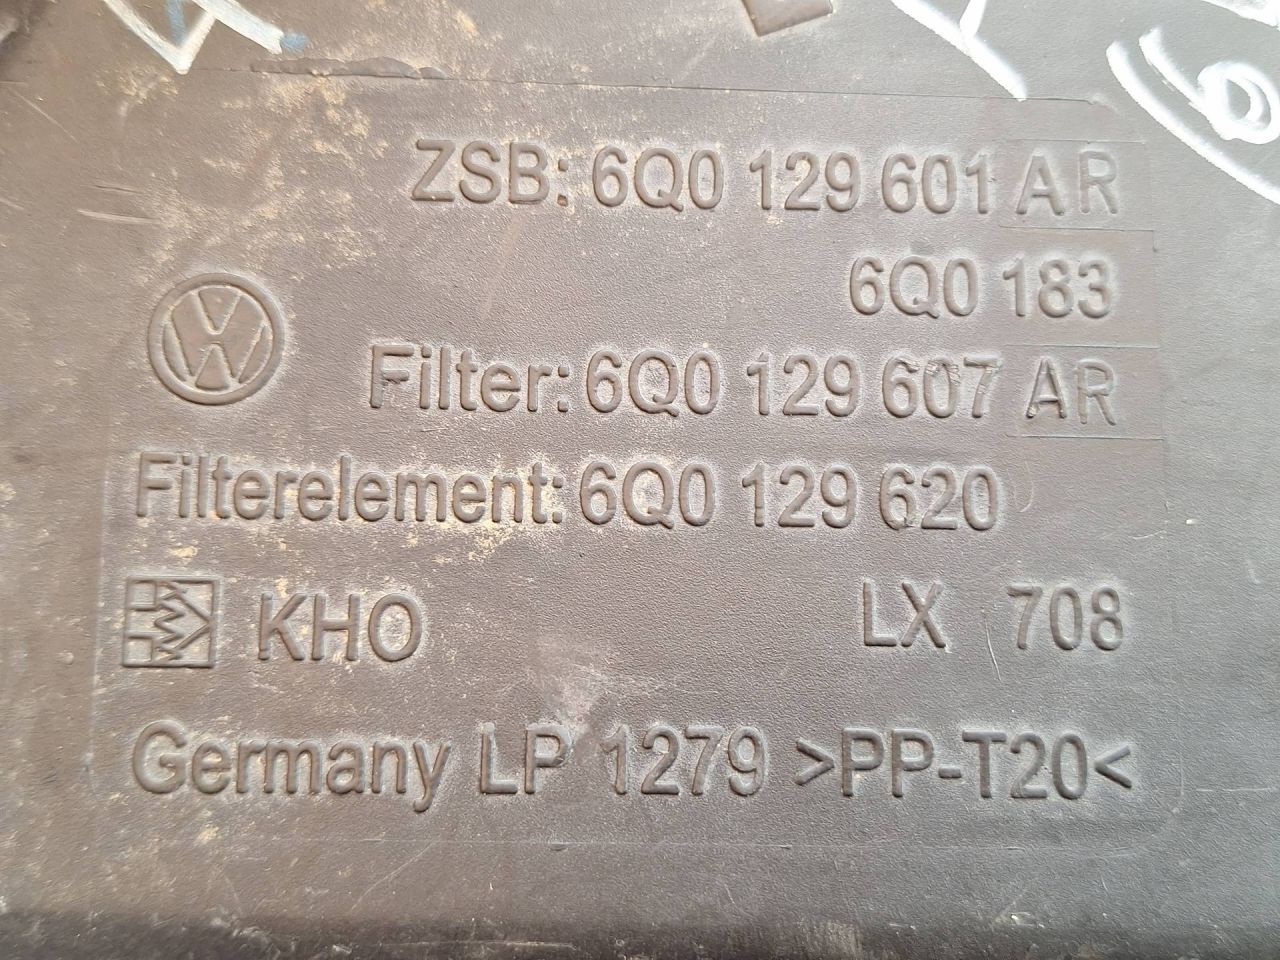 ZSB: 6Q0 129 601 AR
6Q0 183
Filter: 6Q0 129 607 AR
Filterelement: 6Q0 129 620
KHO LX 708
Germany LP 1279 >PP-T20<